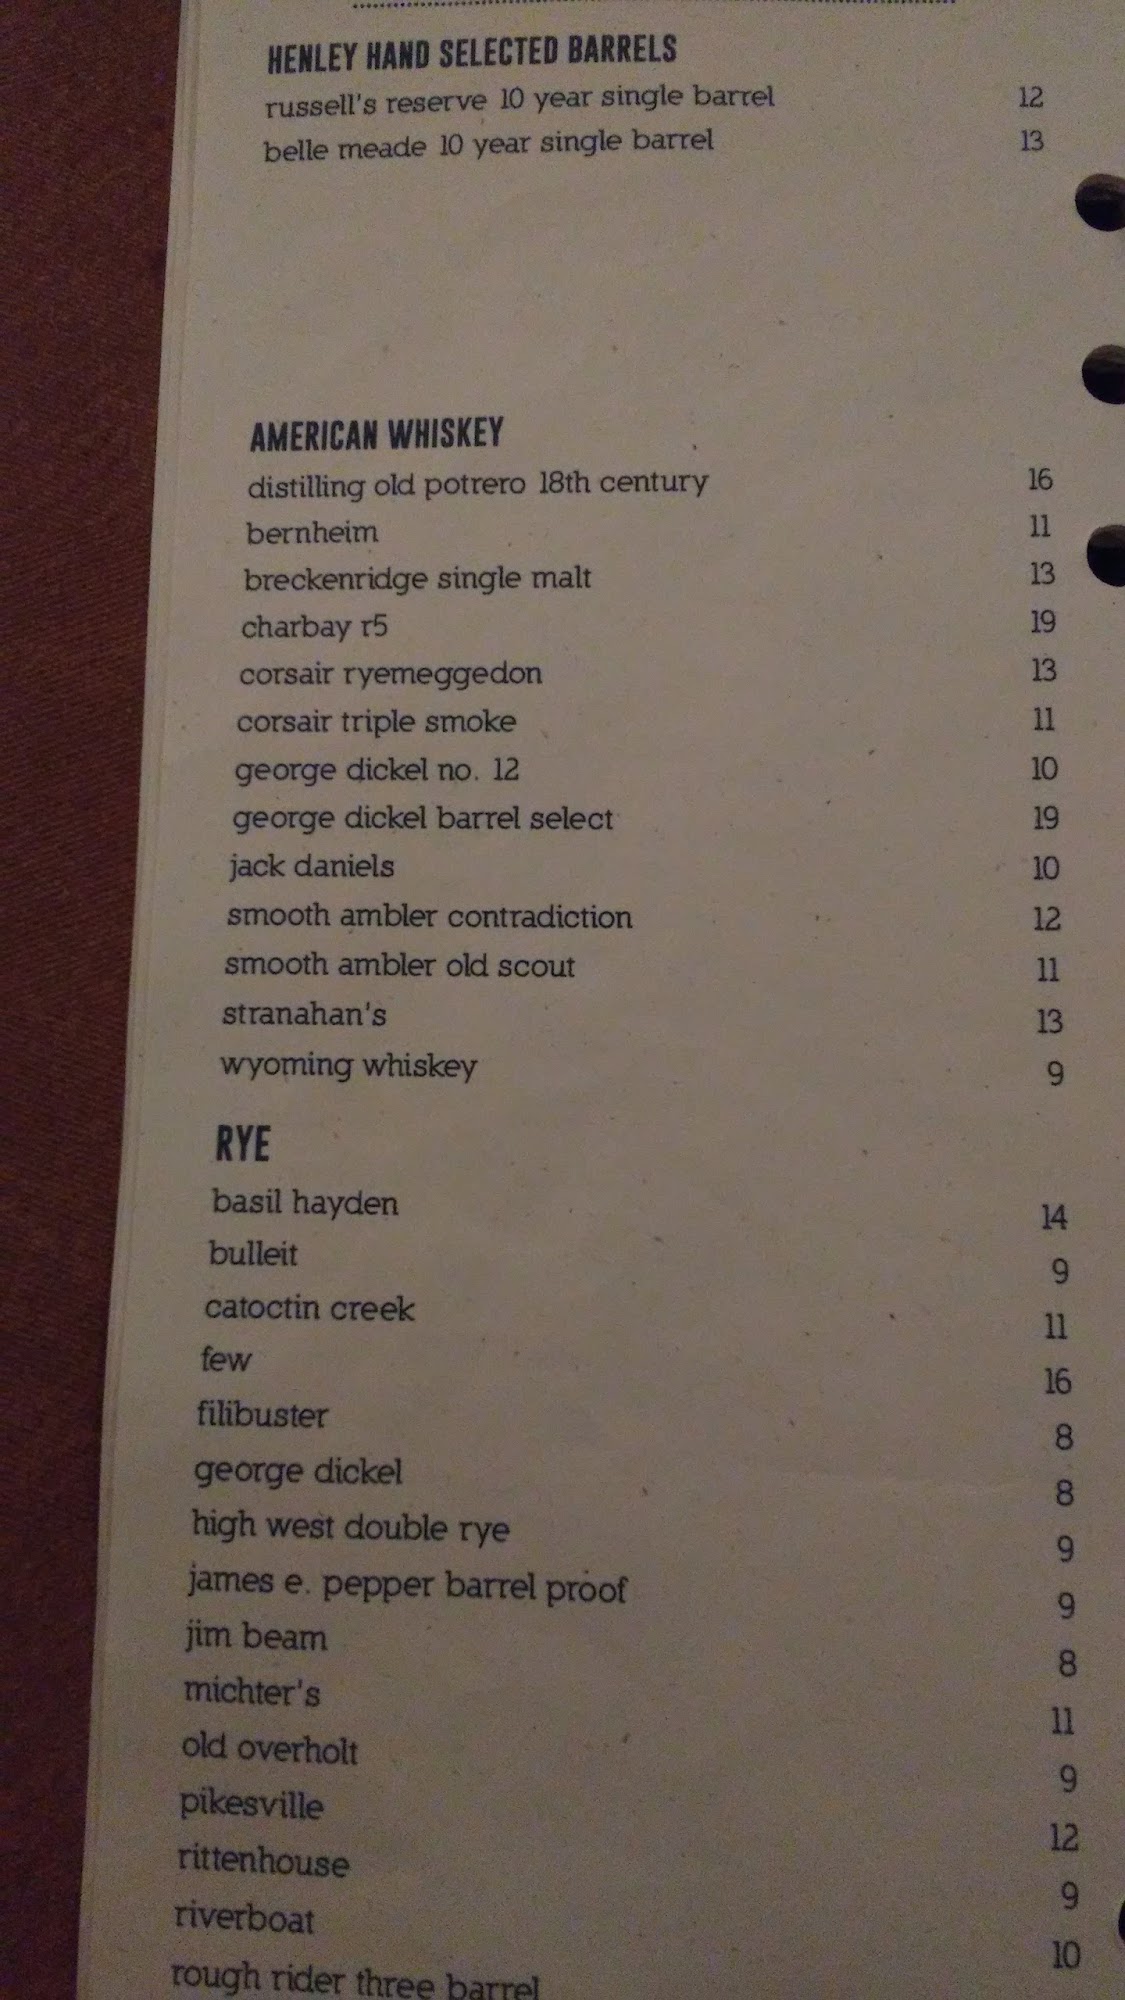 HENLEY HAND SELECTED BARRELS
russell's reserve 10 year single barrel 12
belle meade 10 year single barrel 13
AMERICAN WHISKEY
distilling old potrero 18th century 16
bernheim 11
breckenridge single malt 13
charbay r5 19
corsair ryemeggedon 13
corsair triple smoke 11
george dickel no. 12 10
george dickel barrel select 19
jack daniels 10
smooth ambler contradiction 12
smooth ambler old scout 11
stranahan's 13
wyoming whiskey 9
RYE
basil hayden 14
bulleit 9
catoctin creek 11
few 16
filibuster 8
george dickel 8
high west double rye 9
james e. pepper barrel proof 9
jim beam 8
michter's 11
old overholt 9
pikesville 12
rittenhouse 9
riverboat 10
rough rider three barrel